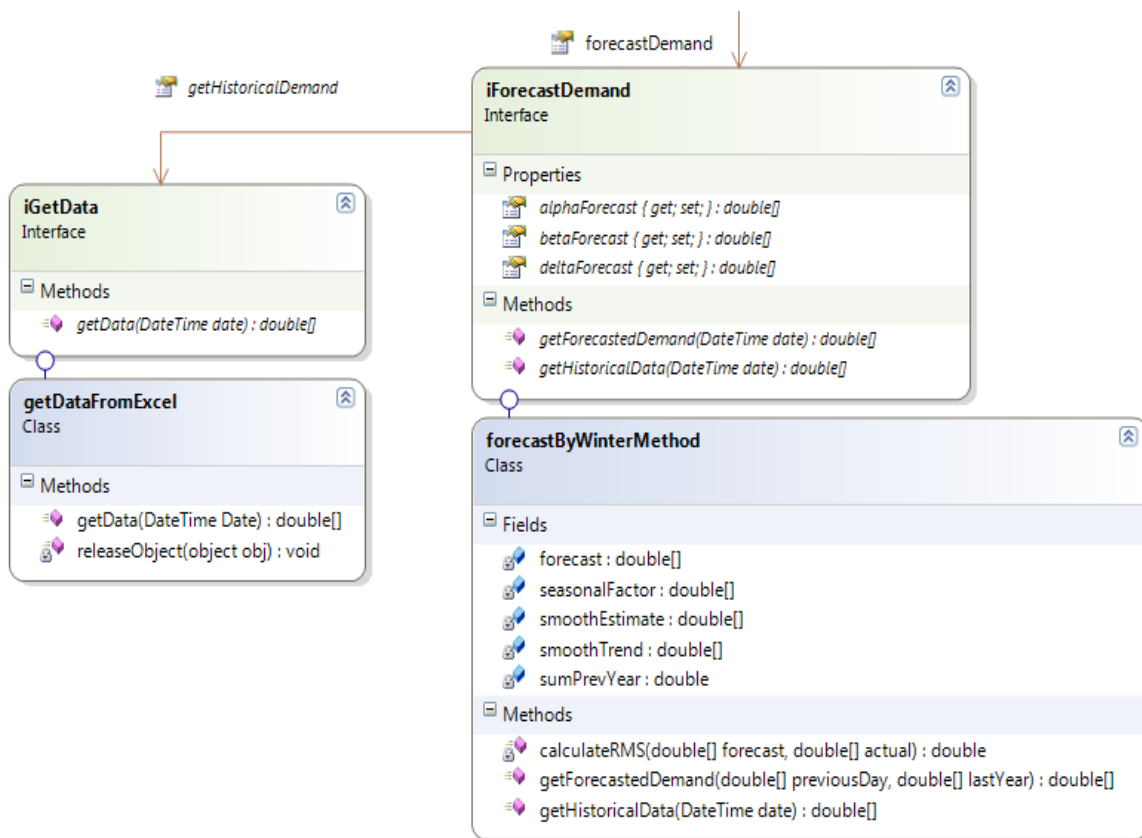 forecastDemand
getHistoricalDemand
iForecastDemand
Interface
Properties
alphaForecast { get; set; } : double[]
betaForecast { get; set; } : double[]
deltaForecast { get; set; } : double[]
Methods
getForecastedDemand(DateTime date) : double[]
getHistoricalData(DateTime date) : double[]
iGetData
Interface
Methods
getData(DateTime date) : double[]
getDataFromExcel
Class
Methods
getData(DateTime Date) : double[]
releaseObject(object obj) : void
forecastByWinterMethod
Class
Fields
forecast : double[]
seasonalFactor : double[]
smoothEstimate : double[]
smoothTrend : double[]
sumPrevYear : double
Methods
calculateRMS(double[] forecast, double[] actual) : double
getForecastedDemand(double[] previousDay, double[] lastYear) : double[]
getHistoricalData(DateTime date) : double[]